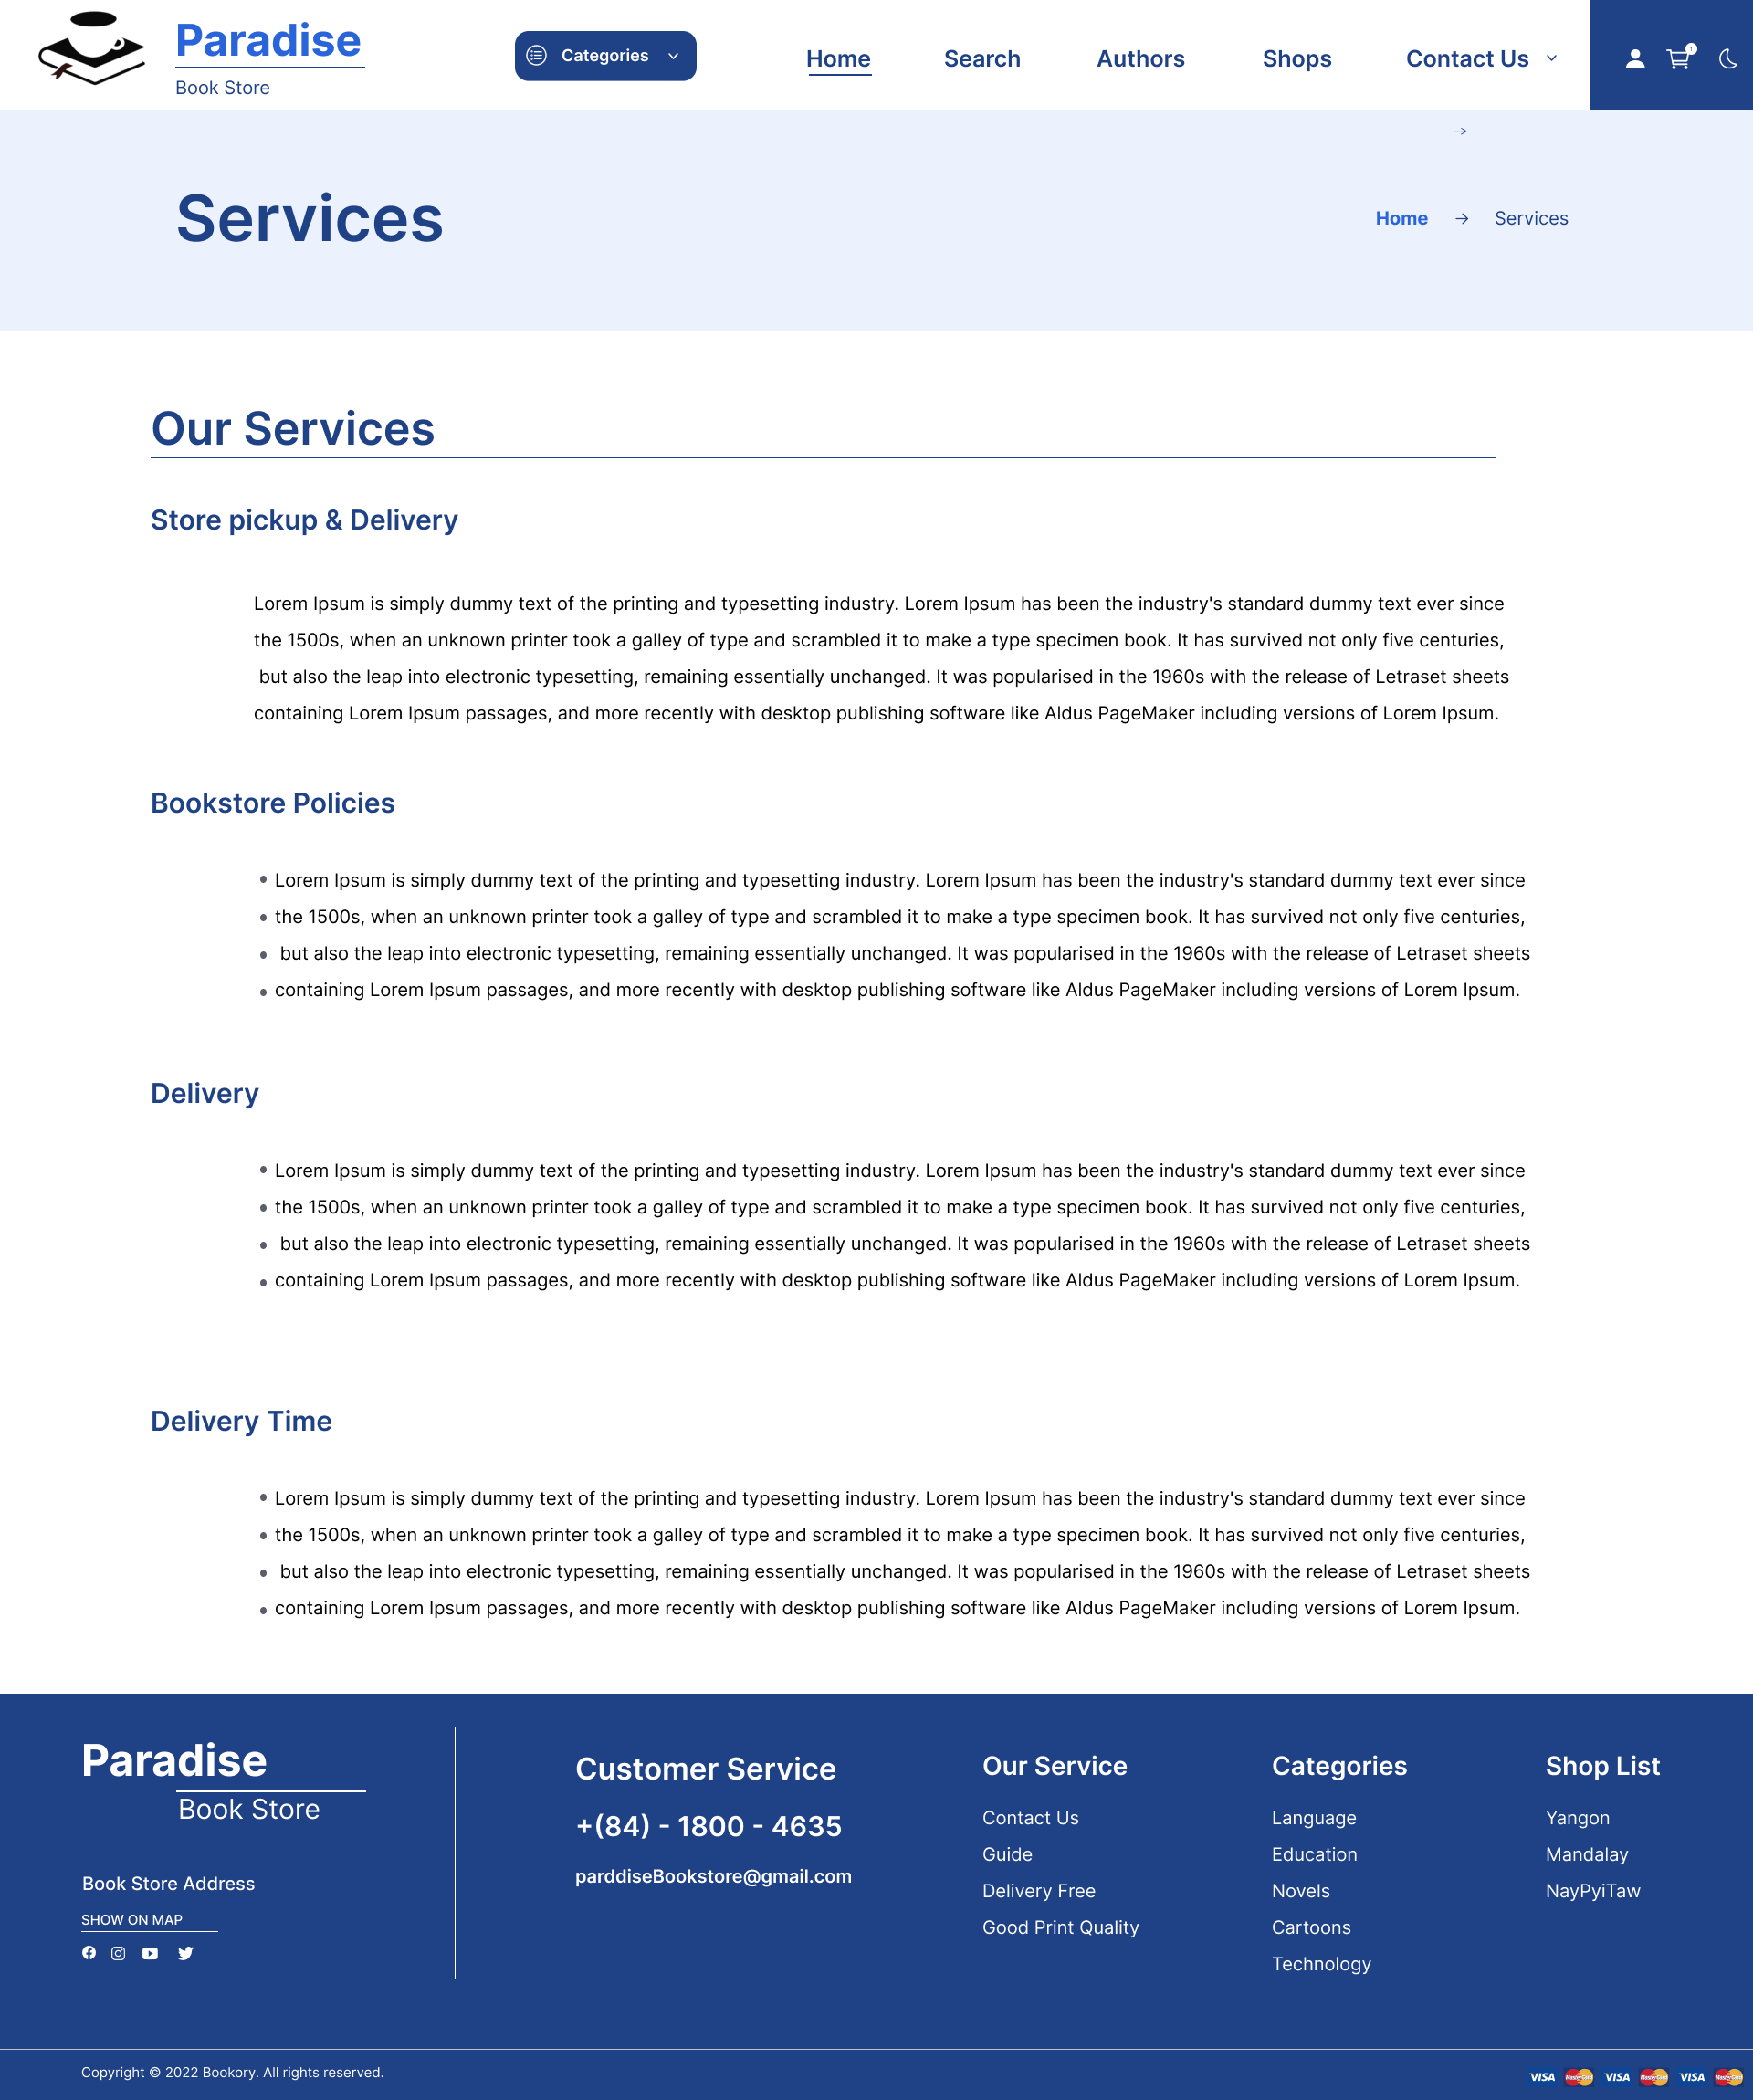 Paradise
Book Store
Categories
Home
Search
Authors
Shops
Contact Us
Services
Home → Services
Our Services
Store pickup & Delivery
Lorem Ipsum is simply dummy text of the printing and typesetting industry. Lorem Ipsum has been the industry's standard dummy text ever since
the 1500s, when an unknown printer took a galley of type and scrambled it to make a type specimen book. It has survived not only five centuries,
but also the leap into electronic typesetting, remaining essentially unchanged. It was popularised in the 1960s with the release of Letraset sheets
containing Lorem Ipsum passages, and more recently with desktop publishing software like Aldus PageMaker including versions of Lorem Ipsum.
Bookstore Policies
• Lorem Ipsum is simply dummy text of the printing and typesetting industry. Lorem Ipsum has been the industry's standard dummy text ever since
• the 1500s, when an unknown printer took a galley of type and scrambled it to make a type specimen book. It has survived not only five centuries,
• but also the leap into electronic typesetting, remaining essentially unchanged. It was popularised in the 1960s with the release of Letraset sheets
• containing Lorem Ipsum passages, and more recently with desktop publishing software like Aldus PageMaker including versions of Lorem Ipsum.
Delivery
• Lorem Ipsum is simply dummy text of the printing and typesetting industry. Lorem Ipsum has been the industry's standard dummy text ever since
• the 1500s, when an unknown printer took a galley of type and scrambled it to make a type specimen book. It has survived not only five centuries,
• but also the leap into electronic typesetting, remaining essentially unchanged. It was popularised in the 1960s with the release of Letraset sheets
• containing Lorem Ipsum passages, and more recently with desktop publishing software like Aldus PageMaker including versions of Lorem Ipsum.
Delivery Time
• Lorem Ipsum is simply dummy text of the printing and typesetting industry. Lorem Ipsum has been the industry's standard dummy text ever since
• the 1500s, when an unknown printer took a galley of type and scrambled it to make a type specimen book. It has survived not only five centuries,
• but also the leap into electronic typesetting, remaining essentially unchanged. It was popularised in the 1960s with the release of Letraset sheets
• containing Lorem Ipsum passages, and more recently with desktop publishing software like Aldus PageMaker including versions of Lorem Ipsum.
Paradise
Book Store
Book Store Address
SHOW ON MAP
Customer Service
+(84) - 1800 - 4635
parddiseBookstore@gmail.com
Our Service
Contact Us
Guide
Delivery Free
Good Print Quality
Categories
Language
Education
Novels
Cartoons
Technology
Shop List
Yangon
Mandalay
NayPyiTaw
Copyright © 2022 Bookory. All rights reserved.
VISA MasterCard VISA MasterCard VISA MasterCard